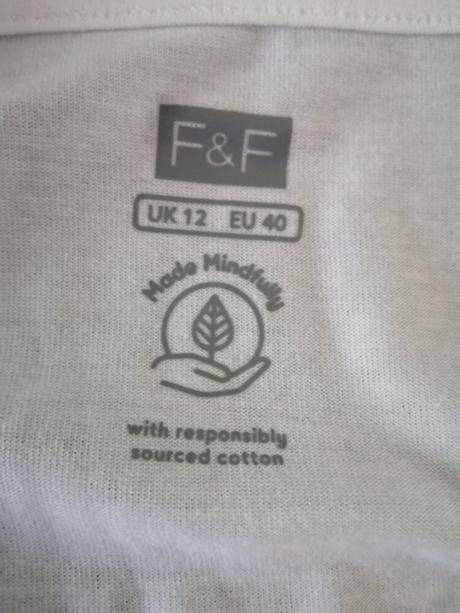 F&F
UK 12 EU 40
Made Mindfully
with responsibly
sourced cotton